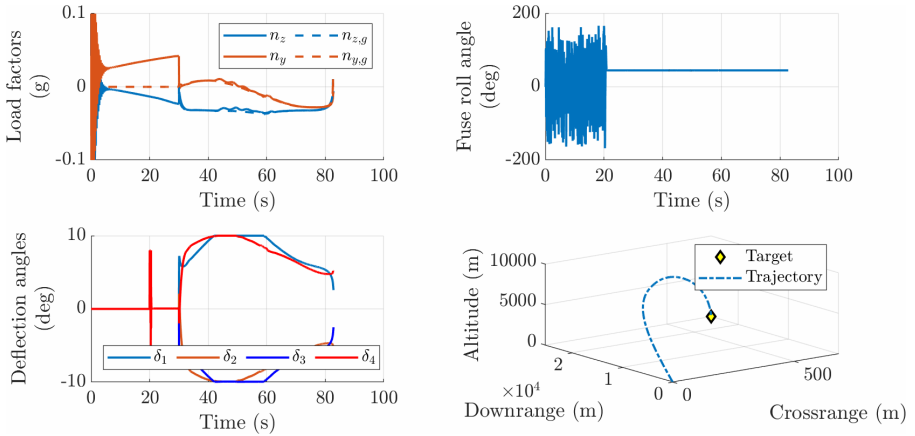 0.1
0
-0.1
Load factors
(g)
n_z n_{z,g}
n_y n_{y,g}
0 20 40 60 80 100
Time (s)
200
0
-200
Fuse roll angle
(deg)
0 20 40 60 80 100
Time (s)
10
0
-10
Deflection angles
(deg)
δ_1 δ_2 δ_3 δ_4
0 20 40 60 80 100
Time (s)
Target
Trajectory
10000
5000
0
Altitude (m)
2
1
0
×10^4
Downrange (m)
0
500
Crossrange (m)